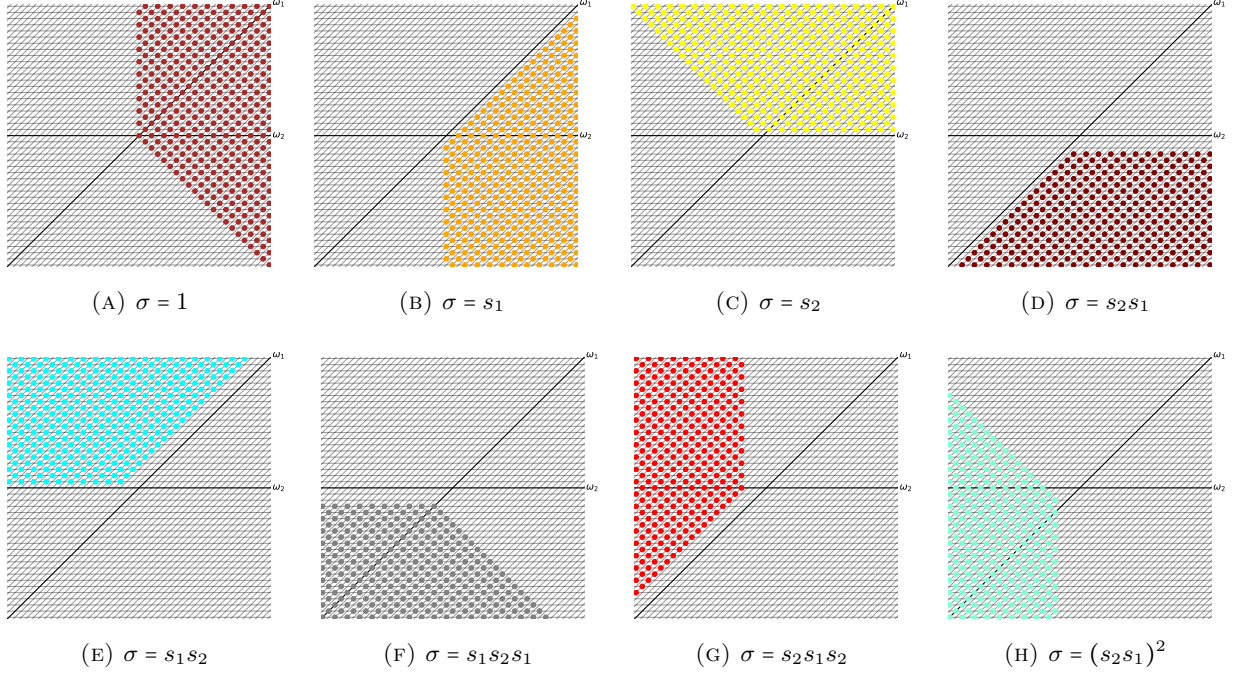 ω₁ ω₁ ω₁ ω₁
ω₂ ω₂ ω₂ ω₂
(A) σ = 1 (B) σ = s₁ (C) σ = s₂ (D) σ = s₂s₁
ω₁ ω₁ ω₁ ω₁
ω₂ ω₂ ω₂ ω₂
(E) σ = s₁s₂ (F) σ = s₁s₂s₁ (G) σ = s₂s₁s₂ (H) σ = (s₂s₁)²